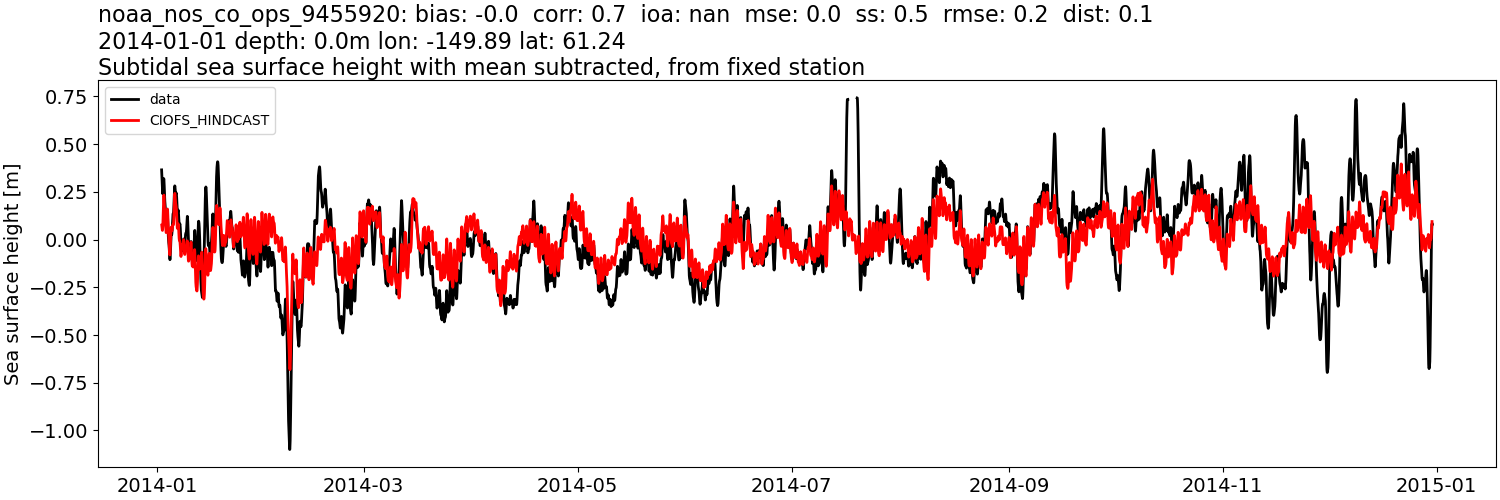 noaa_nos_co_ops_9455920: bias: -0.0  corr: 0.7  ioa: nan  mse: 0.0  ss: 0.5  rmse: 0.2  dist: 0.1
2014-01-01 depth: 0.0m lon: -149.89 lat: 61.24
Subtidal sea surface height with mean subtracted, from fixed station
data
CIOFS_HINDCAST
Sea surface height [m]
0.75
0.50
0.25
0.00
−0.25
−0.50
−0.75
−1.00
2014-01
2014-03
2014-05
2014-07
2014-09
2014-11
2015-01